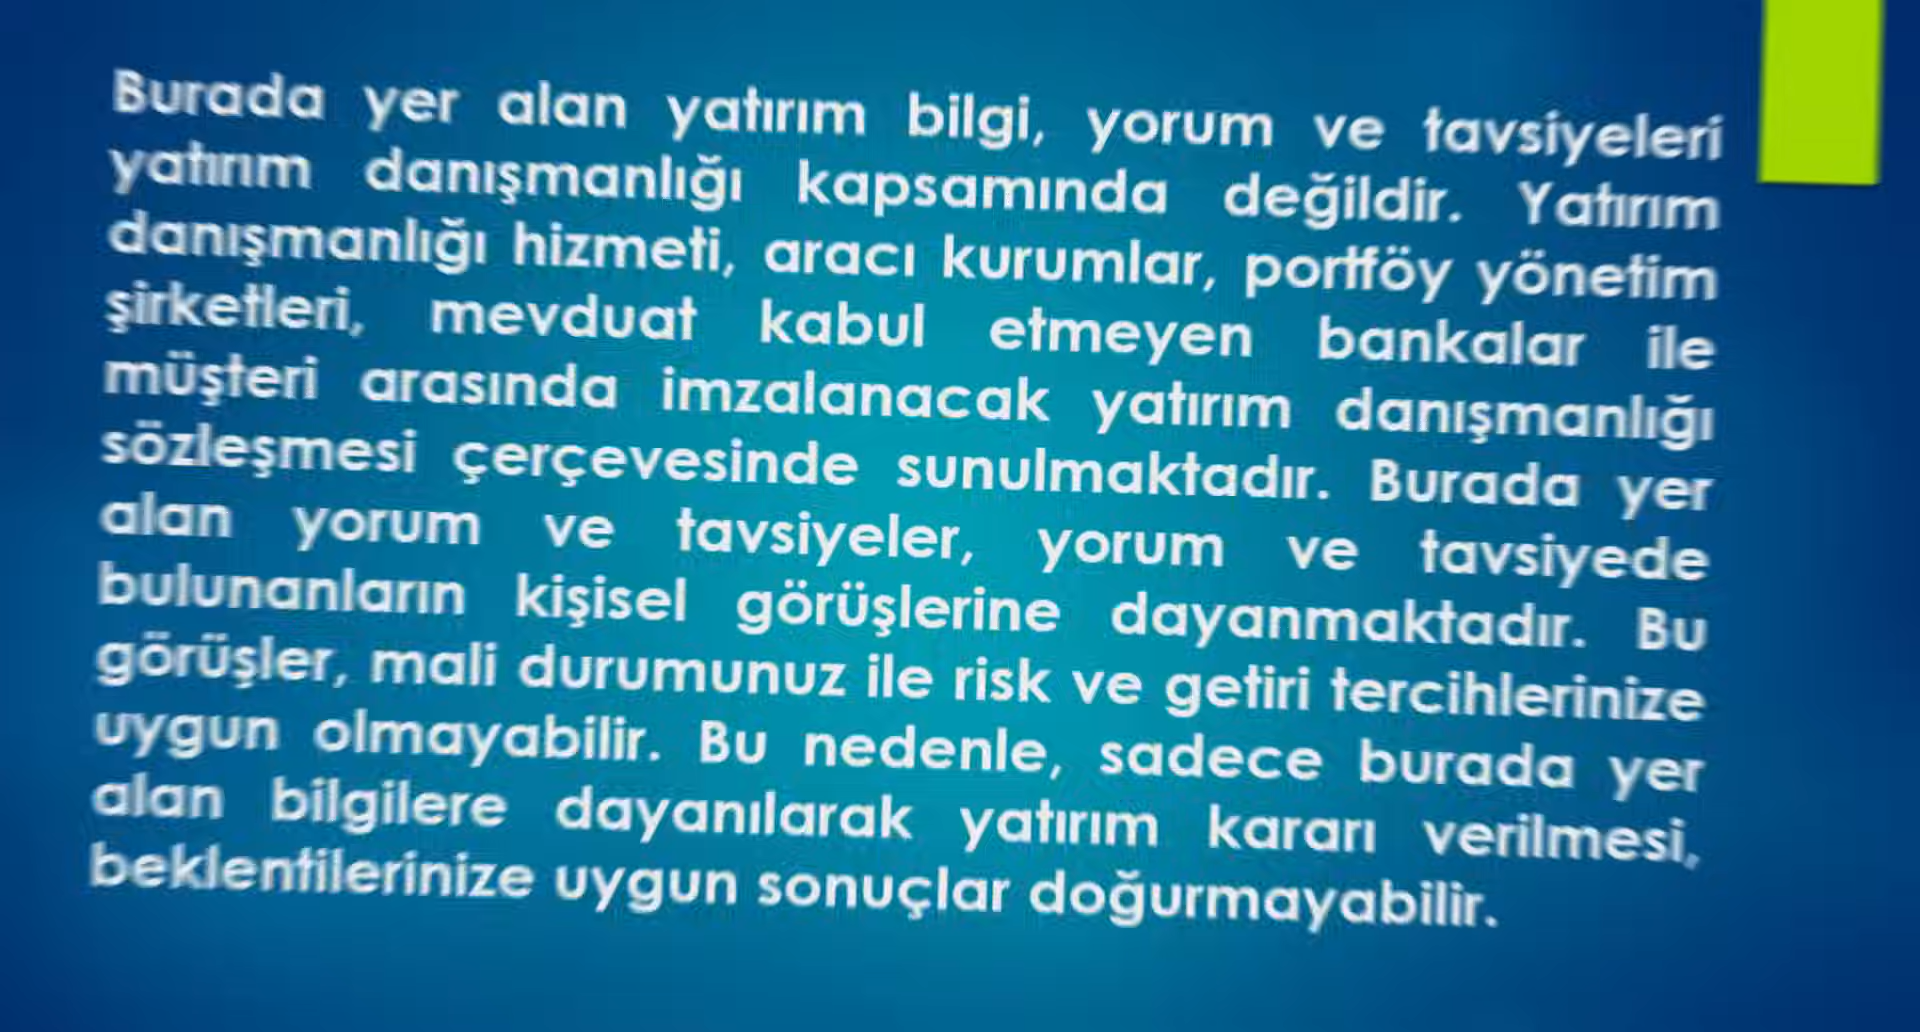 Burada yer alan yatırım bilgi, yorum ve tavsiyeleri
yatırım danışmanlığı kapsamında değildir. Yatırım
danışmanlığı hizmeti, aracı kurumlar, portföy yönetim
şirketleri, mevduat kabul etmeyen bankalar ile
müşteri arasında imzalanacak yatırım danışmanlığı
sözleşmesi çerçevesinde sunulmaktadır. Burada yer
alan yorum ve tavsiyeler, yorum ve tavsiyede
bulunanların kişisel görüşlerine dayanmaktadır. Bu
görüşler, mali durumunuz ile risk ve getiri tercihlerinize
uygun olmayabilir. Bu nedenle, sadece burada yer
alan bilgilere dayanılarak yatırım kararı verilmesi,
beklentilerinize uygun sonuçlar doğurmayabilir.